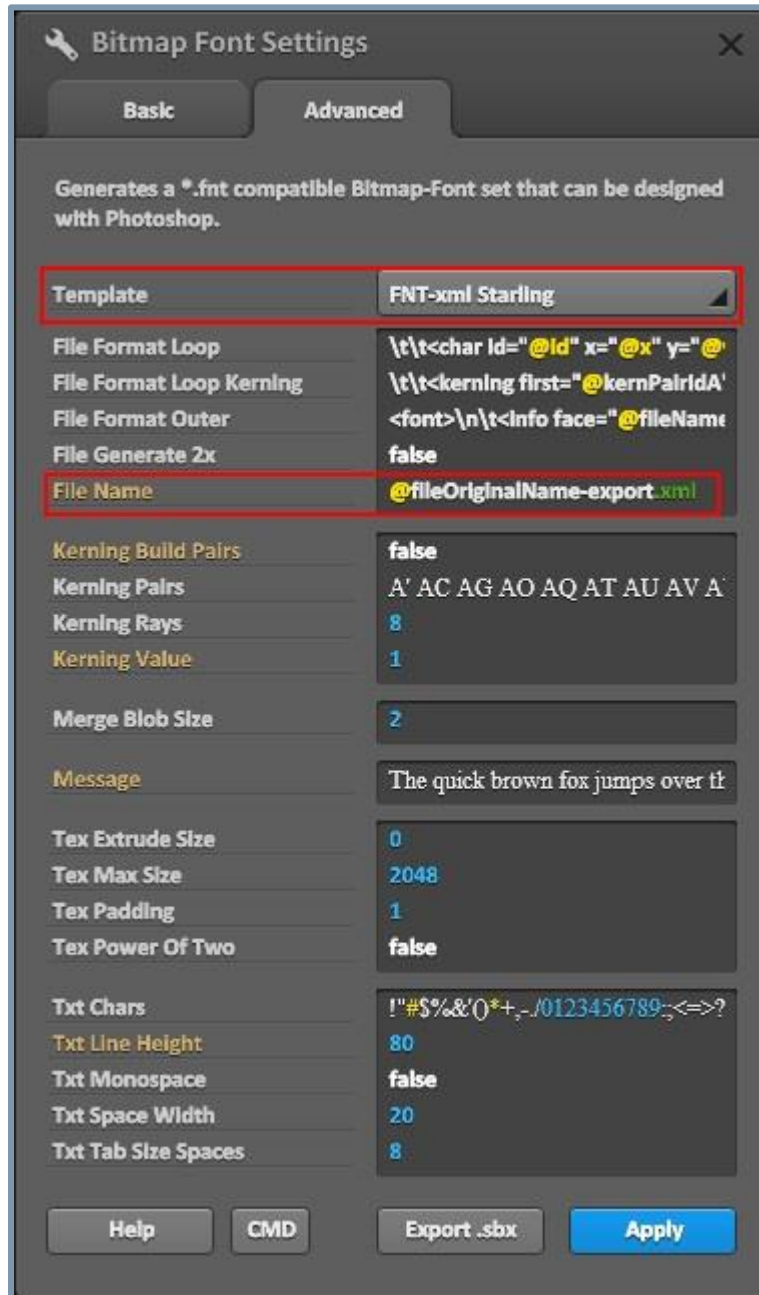 Bitmap Font Settings
Basic Advanced
Generates a *.fnt compatible Bitmap-Font set that can be designed
with Photoshop.
Template FNT-xml Starling
File Format Loop \t\t<char id="@id" x="@x" y="@
File Format Loop Kerning \t\t<kerning first="@kernPairIdA"
File Format Outer <font>\n\t<info face="@fileName
File Generate 2x false
File Name @fileOriginalName-export.xml
Kerning Build Pairs false
Kerning Pairs A' AC AG AO AQ AT AU AV A
Kerning Rays 8
Kerning Value 1
Merge Blob Size 2
Message The quick brown fox jumps over th
Tex Extrude Size 0
Tex Max Size 2048
Tex Padding 1
Tex Power Of Two false
Txt Chars !"#$%&'()*+,-./0123456789:;<=>?
Txt Line Height 80
Txt Monospace false
Txt Space Width 20
Txt Tab Size Spaces 8
Help CMD Export .sbx Apply